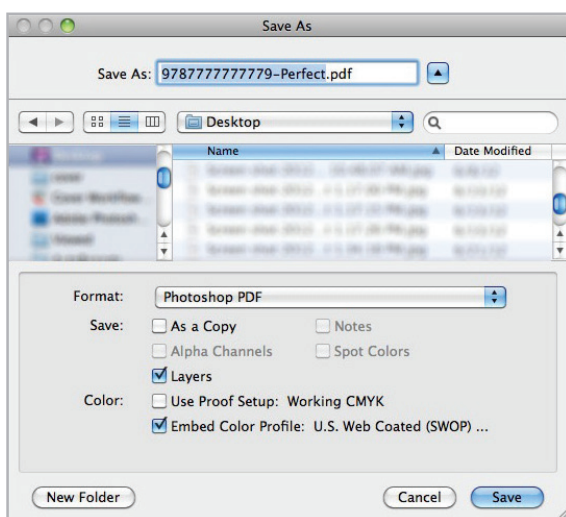 Save As
Save As: 9787777777779-Perfect.pdf
Desktop
Name Date Modified
Format: Photoshop PDF
Save: As a Copy Notes
Alpha Channels Spot Colors
Layers
Color: Use Proof Setup: Working CMYK
Embed Color Profile: U.S. Web Coated (SWOP) ...
New Folder Cancel Save